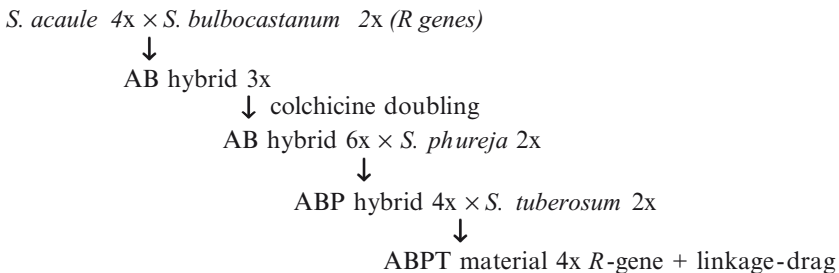 S. acaule 4x × S. bulbocastanum 2x (R genes)
↓
AB hybrid 3x
↓ colchicine doubling
AB hybrid 6x × S. phureja 2x
↓
ABP hybrid 4x × S. tuberosum 2x
↓
ABPT material 4x R-gene + linkage-drag